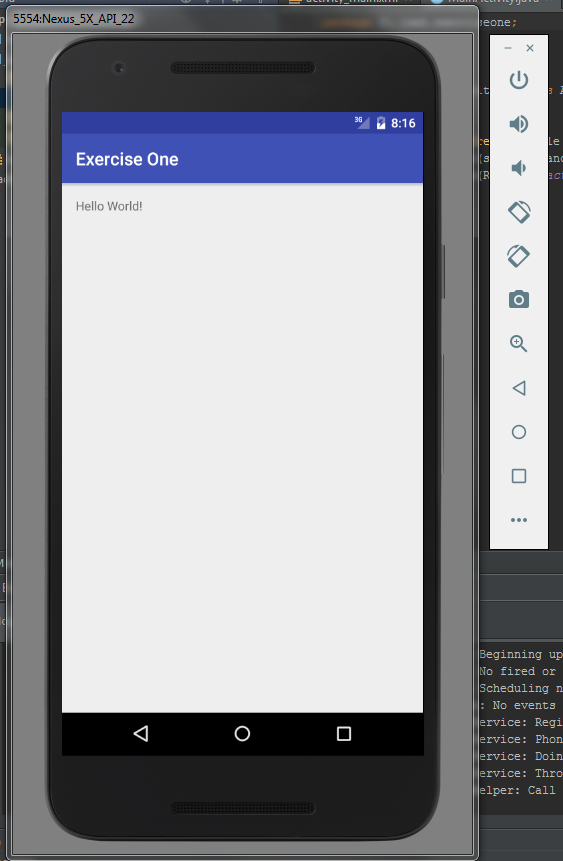 5554:Nexus_5X_API_22
3G 8:16
Exercise One
Hello World!
Beginning up
No fired or
Scheduling n
: No events
ervice: Regi
ervice: Phon
ervice: Doin
ervice: Thro
elper: Call